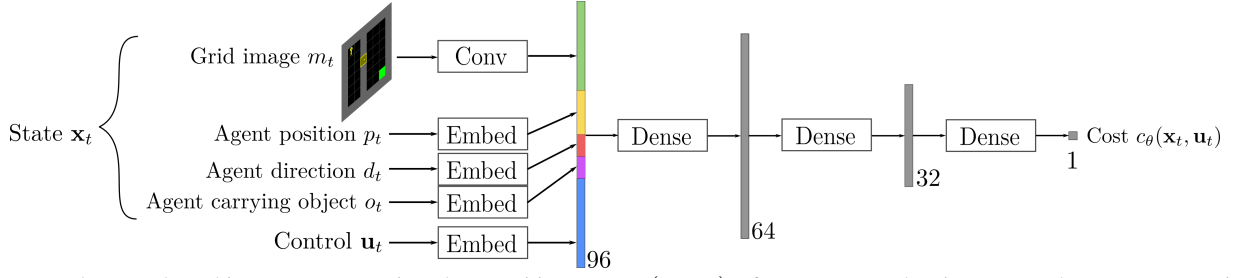 Grid image m_t
Conv
State x_t
Agent position p_t
Embed
Agent direction d_t
Embed
Agent carrying object o_t
Embed
Control u_t
Embed
96
Dense
64
Dense
32
Dense
1
Cost c_θ(x_t, u_t)